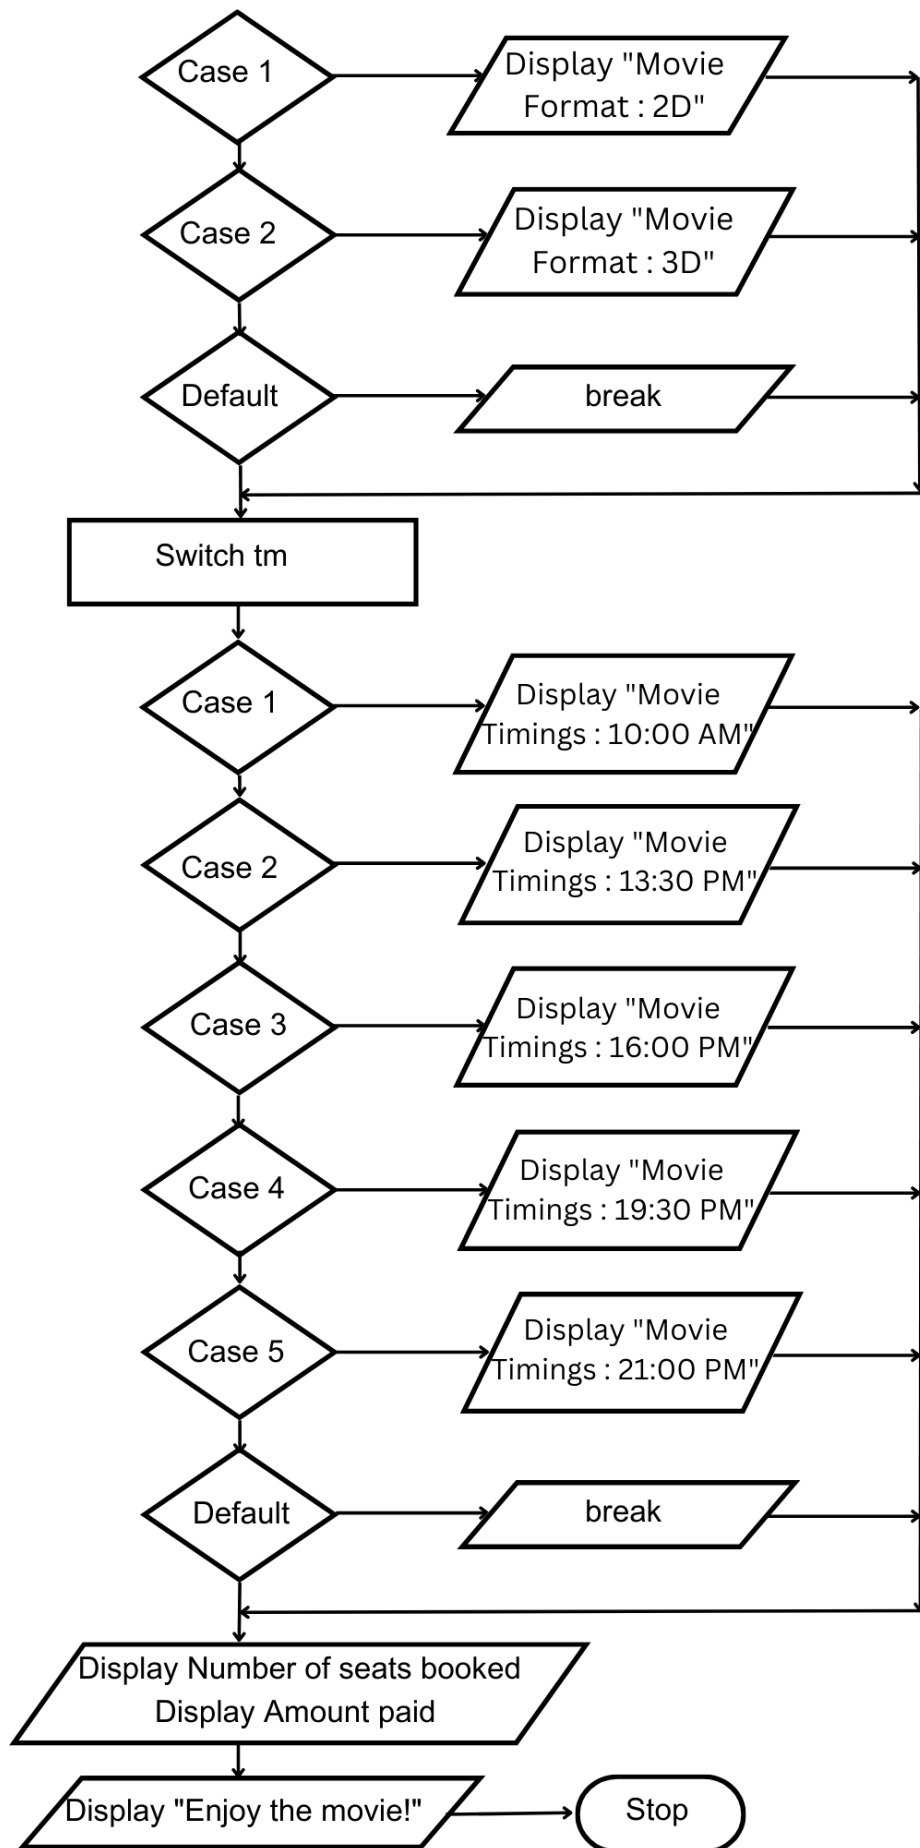 Case 1
Display "Movie
Format : 2D"
Case 2
Display "Movie
Format : 3D"
Default
break
Switch tm
Case 1
Display "Movie
Timings : 10:00 AM"
Case 2
Display "Movie
Timings : 13:30 PM"
Case 3
Display "Movie
Timings : 16:00 PM"
Case 4
Display "Movie
Timings : 19:30 PM"
Case 5
Display "Movie
Timings : 21:00 PM"
Default
break
Display Number of seats booked
Display Amount paid
Display "Enjoy the movie!"
Stop